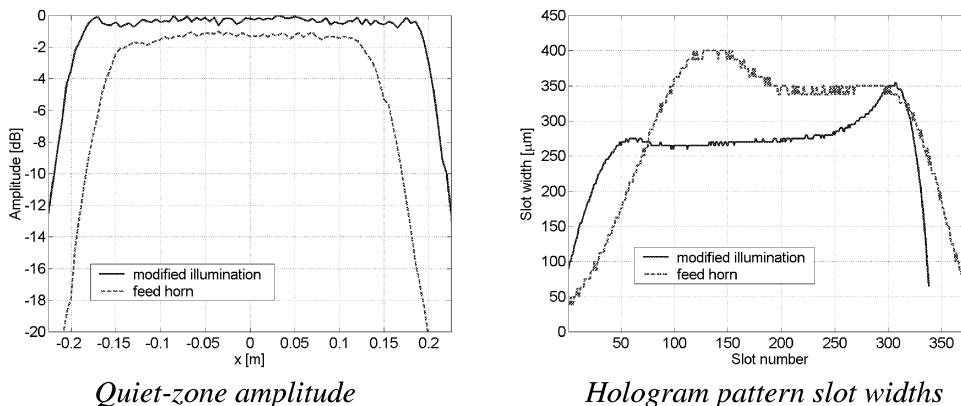 0
-2
-4
-6
-8
-10
-12
-14
-16
-18
-20
Amplitude [dB]
-0.2 -0.15 -0.1 -0.05 0 0.05 0.1 0.15 0.2
x [m]
modified illumination
feed horn
Quiet-zone amplitude
450
400
350
300
250
200
150
100
50
0
Slot width [μm]
50 100 150 200 250 300 350
Slot number
modified illumination
feed horn
Hologram pattern slot widths